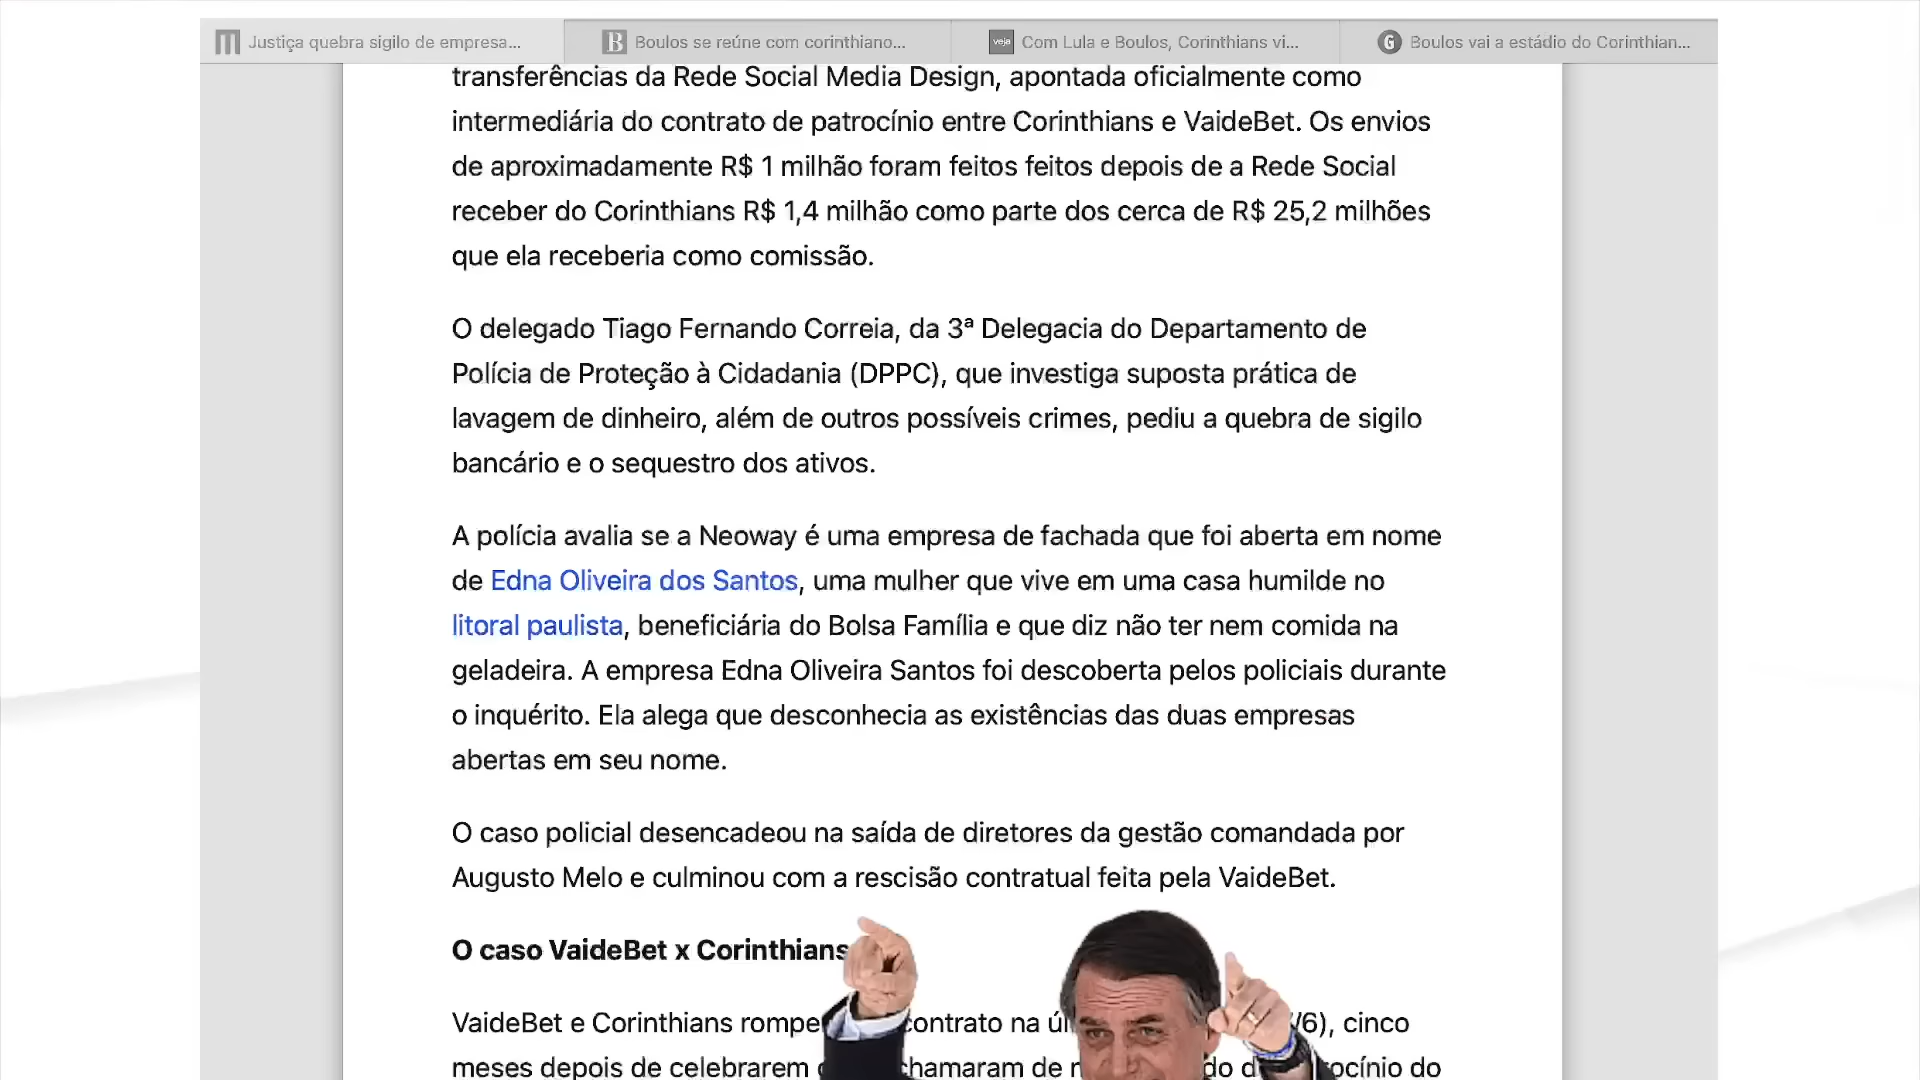 Justiça quebra sigilo de empresa...
B Boulos se reúne com corinthiano...
veja Com Lula e Boulos, Corinthians vi...
G Boulos vai a estádio do Corinthian...
transferências da Rede Social Media Design, apontada oficialmente como
intermediária do contrato de patrocínio entre Corinthians e VaideBet. Os envios
de aproximadamente R$ 1 milhão foram feitos feitos depois de a Rede Social
receber do Corinthians R$ 1,4 milhão como parte dos cerca de R$ 25,2 milhões
que ela receberia como comissão.
O delegado Tiago Fernando Correia, da 3ª Delegacia do Departamento de
Polícia de Proteção à Cidadania (DPPC), que investiga suposta prática de
lavagem de dinheiro, além de outros possíveis crimes, pediu a quebra de sigilo
bancário e o sequestro dos ativos.
A polícia avalia se a Neoway é uma empresa de fachada que foi aberta em nome
de Edna Oliveira dos Santos, uma mulher que vive em uma casa humilde no
litoral paulista, beneficiária do Bolsa Família e que diz não ter nem comida na
geladeira. A empresa Edna Oliveira Santos foi descoberta pelos policiais durante
o inquérito. Ela alega que desconhecia as existências das duas empresas
abertas em seu nome.
O caso policial desencadeou na saída de diretores da gestão comandada por
Augusto Melo e culminou com a rescisão contratual feita pela VaideBet.
O caso VaideBet x Corinthians
VaideBet e Corinthians rompe contrato na úl /6), cinco
meses depois de celebrarem chamaram de do ocínio do